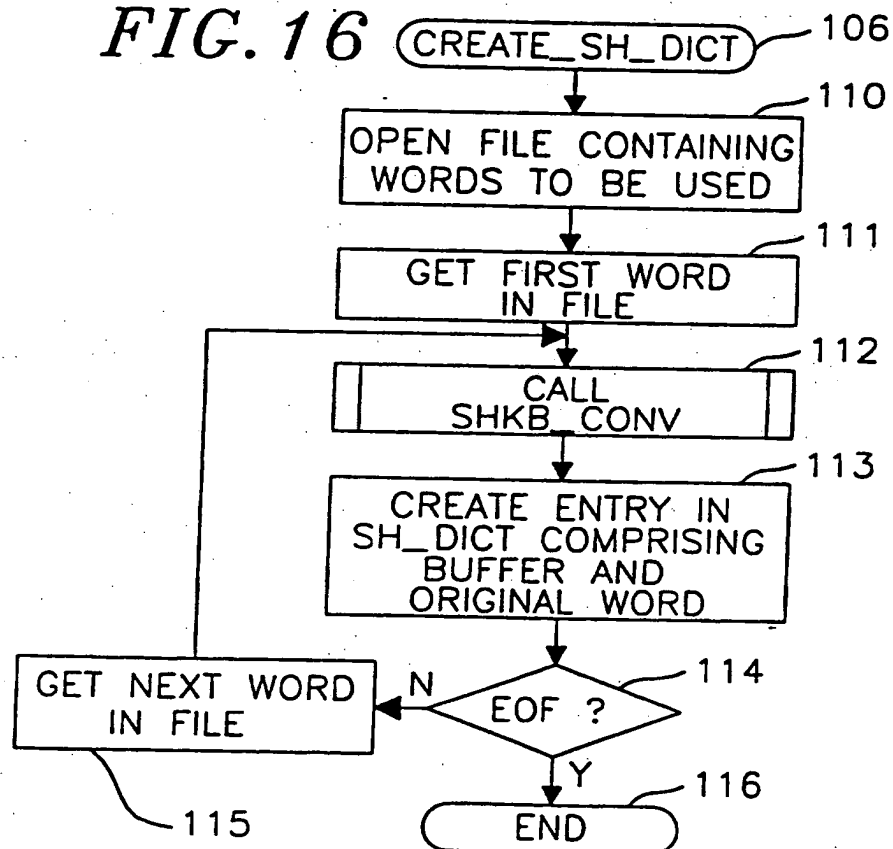 FIG. 16
CREATE_SH_DICT
106
110
OPEN FILE CONTAINING
WORDS TO BE USED
111
GET FIRST WORD
IN FILE
112
CALL
SHKB_CONV
113
CREATE ENTRY IN
SH_DICT COMPRISING
BUFFER AND
ORIGINAL WORD
114
EOF ?
N
GET NEXT WORD
IN FILE
115
Y
116
END